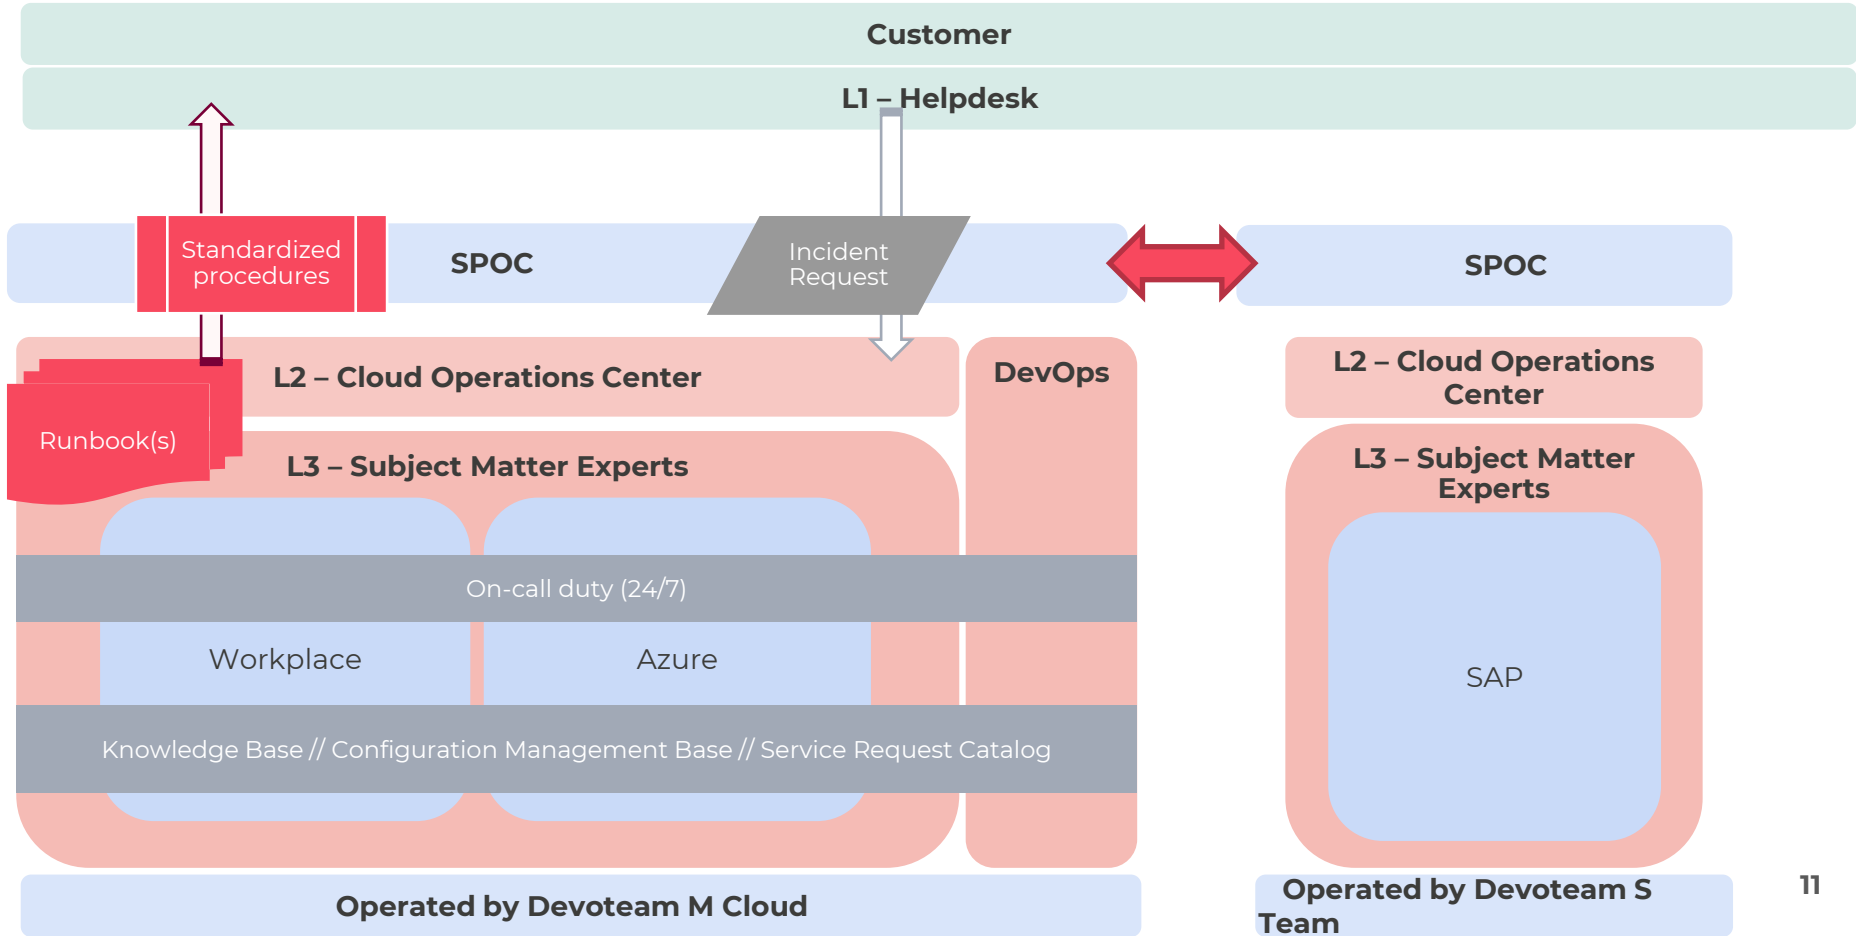 Customer
L1 – Helpdesk
Standardized
procedures
SPOC
Incident
Request
SPOC
L2 – Cloud Operations Center
DevOps
L2 – Cloud Operations
Center
Runbook(s)
L3 – Subject Matter Experts
L3 – Subject Matter
Experts
On-call duty (24/7)
Workplace
Azure
SAP
Knowledge Base // Configuration Management Base // Service Request Catalog
Operated by Devoteam M Cloud
Operated by Devoteam S
Team
11